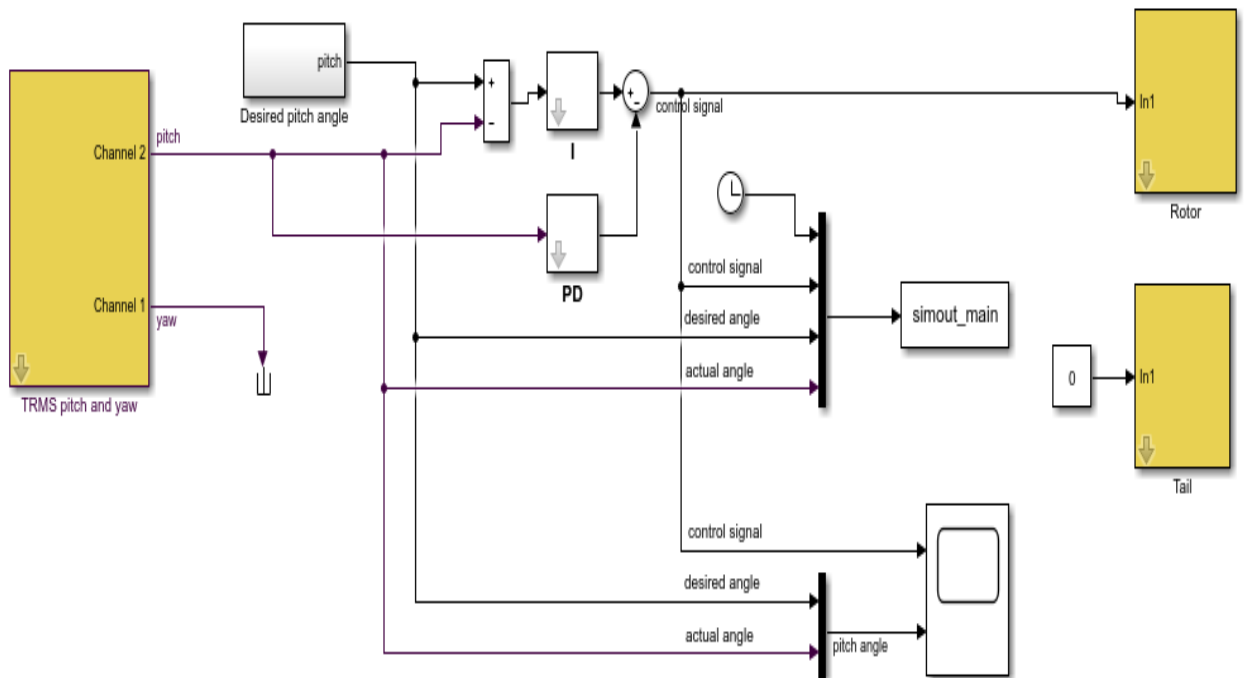 pitch
Desired pitch angle
pitch
Channel 2
Channel 1
yaw
TRMS pitch and yaw
+
−
I
PD
+
−
control signal
In1
Rotor
control signal
desired angle
actual angle
simout_main
0
In1
Tail
control signal
desired angle
actual angle
pitch angle